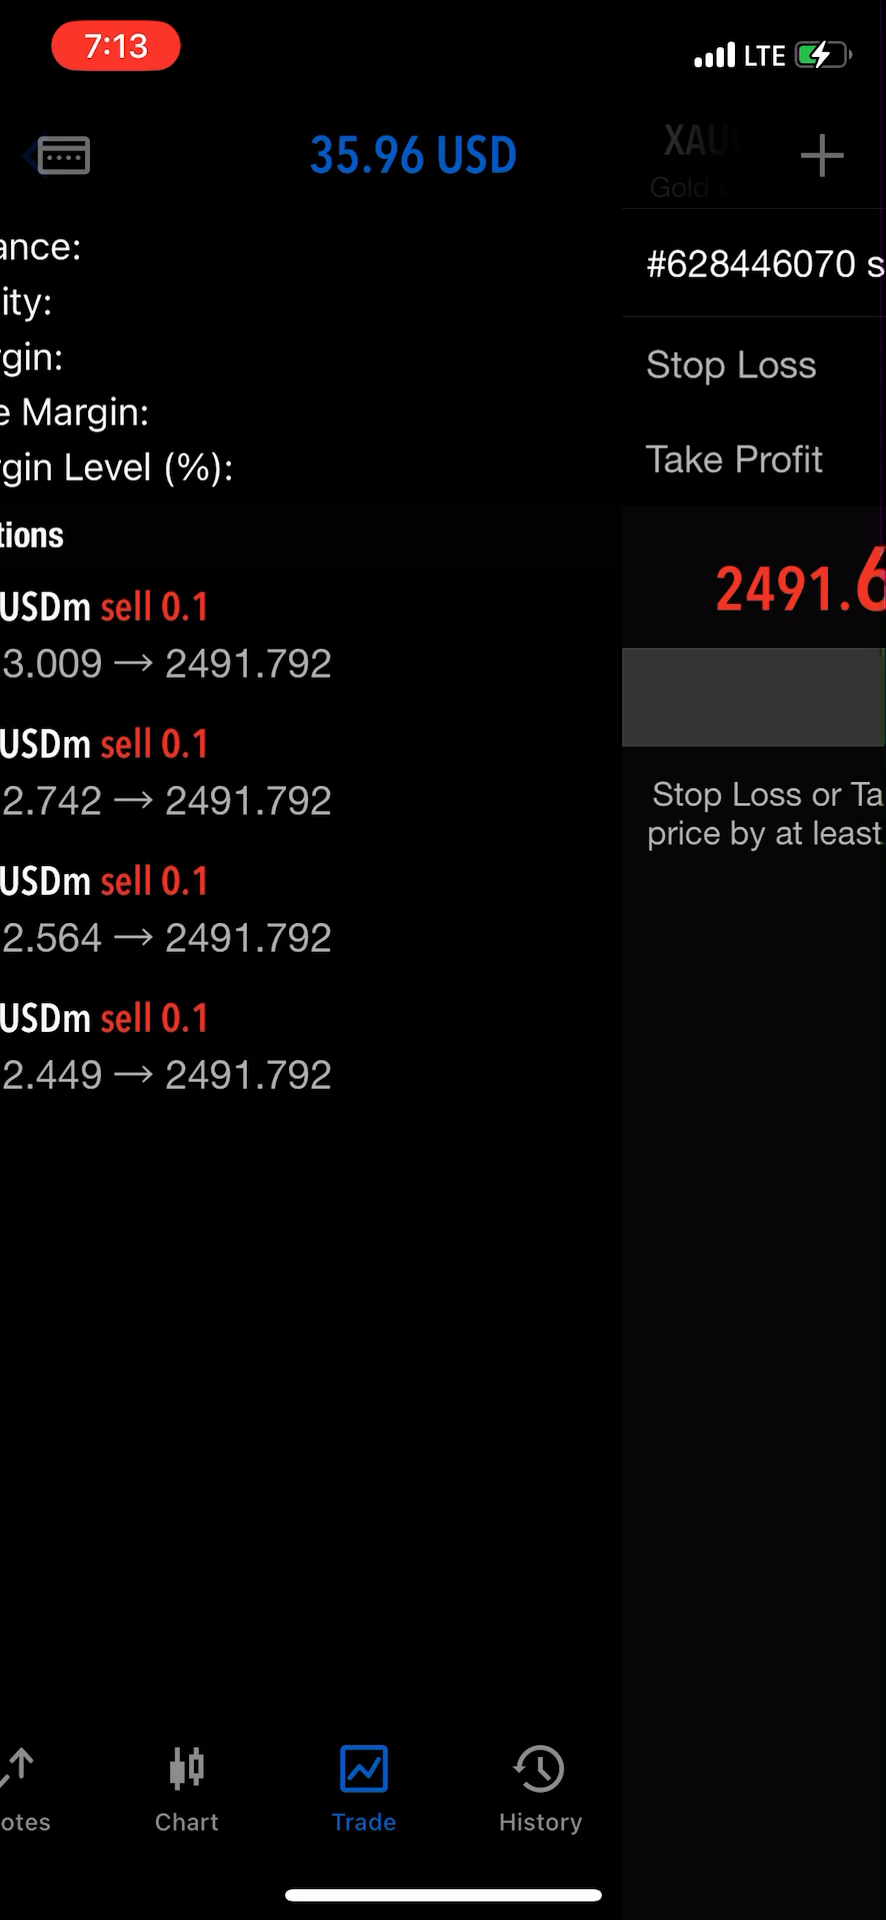 7:13
LTE
35.96 USD
XAUU
Gold v
ance:
ity:
rgin:
e Margin:
rgin Level (%):
tions
USDm sell 0.1
3.009 → 2491.792
USDm sell 0.1
2.742 → 2491.792
USDm sell 0.1
2.564 → 2491.792
USDm sell 0.1
2.449 → 2491.792
#628446070 s
Stop Loss
Take Profit
2491.6
Stop Loss or Ta
price by at least
otes
Chart
Trade
History